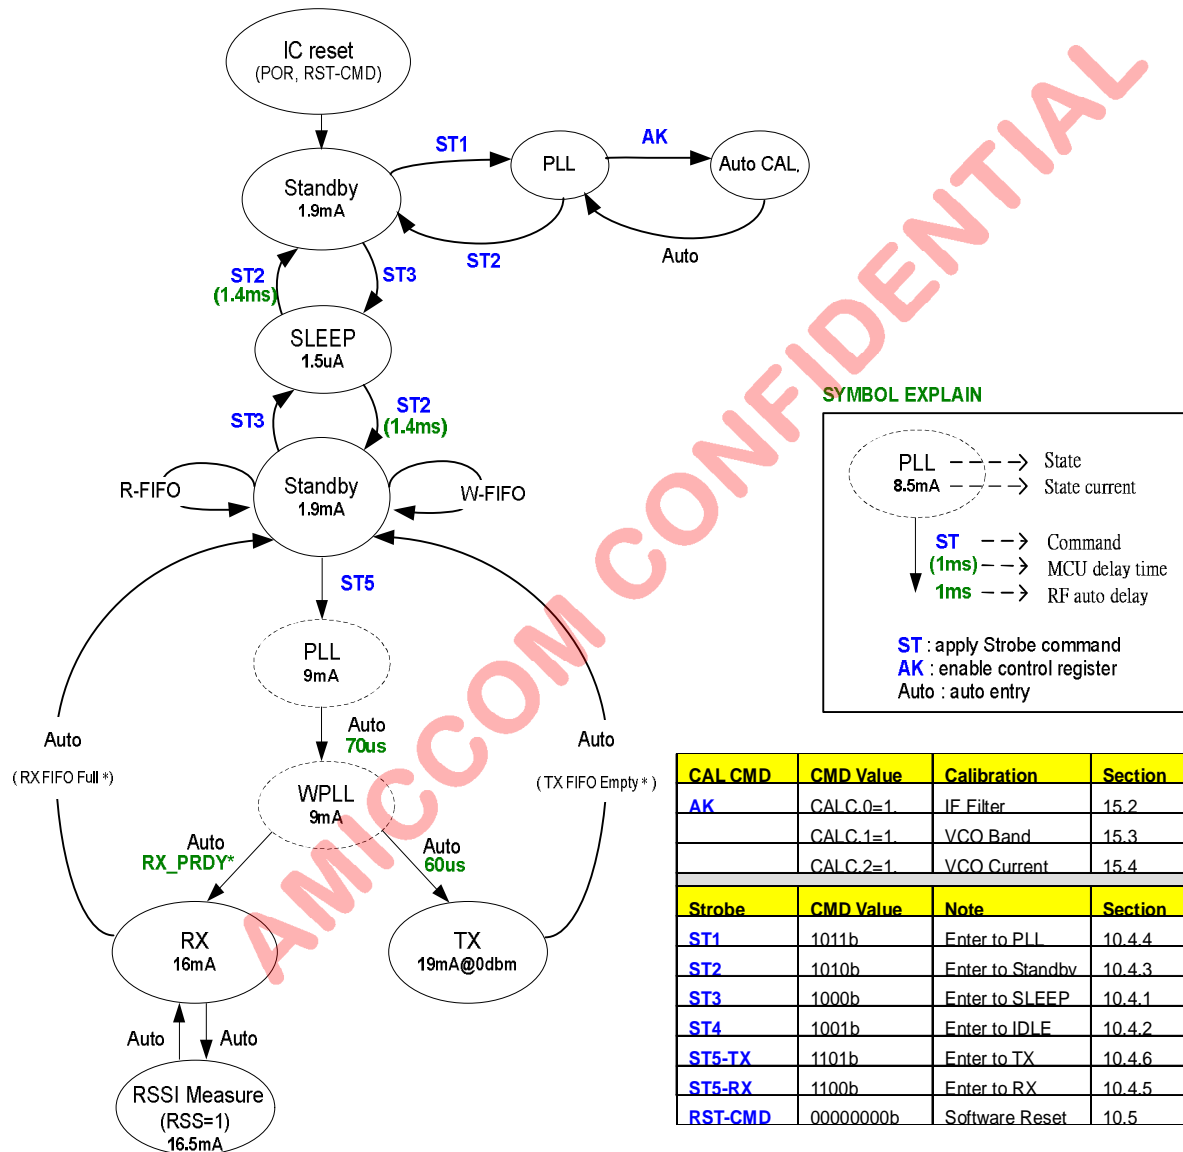 IC reset
(POR, RST-CMD)
ST1
AK
PLL
Auto CAL.
Standby
1.9mA
ST2
Auto
ST2
(1.4ms)
ST3
SLEEP
1.5uA
ST3
ST2
(1.4ms)
R-FIFO
Standby
1.9mA
W-FIFO
ST5
PLL
9mA
Auto
70us
Auto
(RX FIFO Full *)
Auto
(TX FIFO Empty *)
WPLL
9mA
Auto
RX_PRDY*
Auto
60us
RX
16mA
TX
19mA@0dbm
Auto
Auto
RSSI Measure
(RSS=1)
16.5mA
SYMBOL EXPLAIN
PLL
State
8.5mA
State current
ST
Command
(1ms)
MCU delay time
1ms
RF auto delay
ST : apply Strobe command
AK : enable control register
Auto : auto entry
CAL CMD CMD Value Calibration Section
AK CALC.0=1. IF Filter 15.2
CALC.1=1. VCO Band 15.3
CALC.2=1. VCO Current 15.4
Strobe CMD Value Note Section
ST1 1011b Enter to PLL 10.4.4
ST2 1010b Enter to Standby 10.4.3
ST3 1000b Enter to SLEEP 10.4.1
ST4 1001b Enter to IDLE 10.4.2
ST5-TX 1101b Enter to TX 10.4.6
ST5-RX 1100b Enter to RX 10.4.5
RST-CMD 00000000b Software Reset 10.5
AMICCOM CONFIDENTIAL